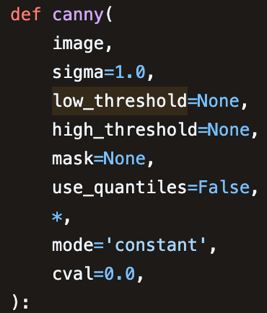 def canny(
    image,
    sigma=1.0,
    low_threshold=None,
    high_threshold=None,
    mask=None,
    use_quantiles=False,
    *,
    mode='constant',
    cval=0.0,
):